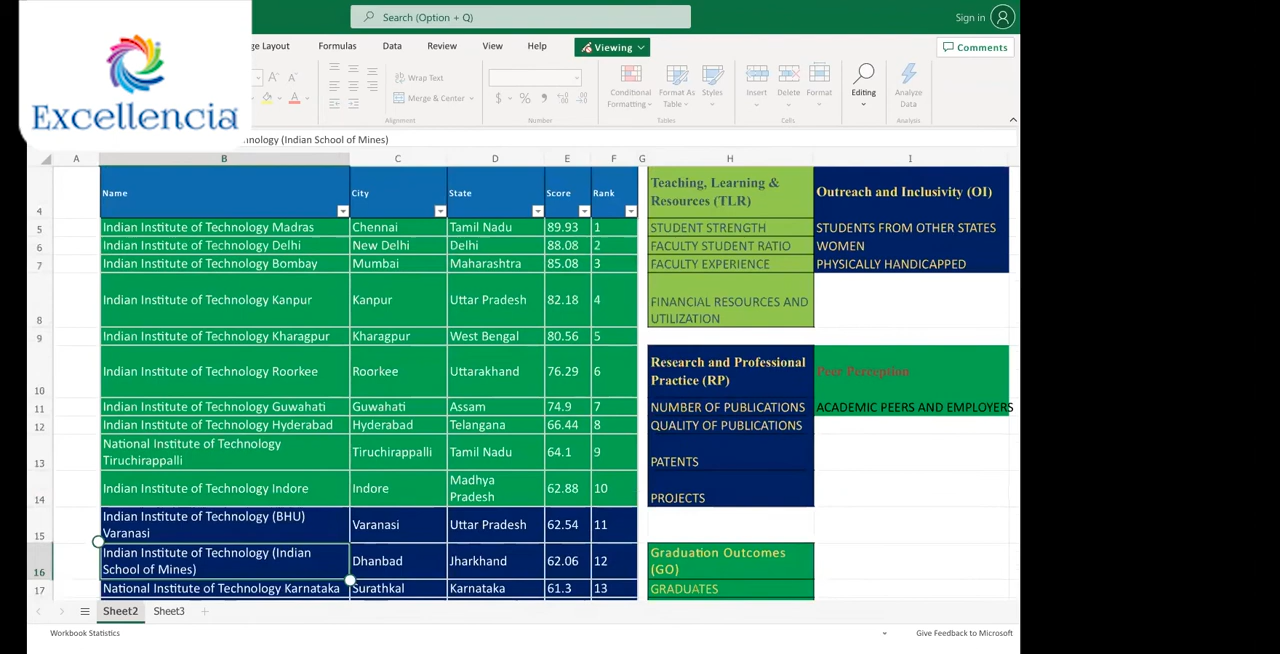 Excellencia
Search (Option + Q)
Sign in
ge Layout Formulas Data Review View Help Viewing Comments
Wrap Text
Merge & Center
Alignment
Number
Conditional Formatting
Format As Table
Styles
Tables
Insert
Delete
Format
Cells
Editing
Analyze Data
Analysis
nology (Indian School of Mines)
A B C D E F G H I
4 Name City State Score Rank
5 Indian Institute of Technology Madras Chennai Tamil Nadu 89.93 1
6 Indian Institute of Technology Delhi New Delhi Delhi 88.08 2
7 Indian Institute of Technology Bombay Mumbai Maharashtra 85.08 3
8 Indian Institute of Technology Kanpur Kanpur Uttar Pradesh 82.18 4
9 Indian Institute of Technology Kharagpur Kharagpur West Bengal 80.56 5
10 Indian Institute of Technology Roorkee Roorkee Uttarakhand 76.29 6
11 Indian Institute of Technology Guwahati Guwahati Assam 74.9 7
12 Indian Institute of Technology Hyderabad Hyderabad Telangana 66.44 8
13 National Institute of Technology Tiruchirappalli Tiruchirappalli Tamil Nadu 64.1 9
14 Indian Institute of Technology Indore Indore Madhya Pradesh 62.88 10
15 Indian Institute of Technology (BHU) Varanasi Varanasi Uttar Pradesh 62.54 11
16 Indian Institute of Technology (Indian School of Mines) Dhanbad Jharkhand 62.06 12
17 National Institute of Technology Karnataka Surathkal Karnataka 61.3 13
Teaching, Learning &
Resources (TLR)
STUDENT STRENGTH
FACULTY STUDENT RATIO
FACULTY EXPERIENCE
FINANCIAL RESOURCES AND
UTILIZATION
Outreach and Inclusivity (OI)
STUDENTS FROM OTHER STATES
WOMEN
PHYSICALLY HANDICAPPED
Research and Professional
Practice (RP)
NUMBER OF PUBLICATIONS
QUALITY OF PUBLICATIONS
PATENTS
PROJECTS
Peer Perception
ACADEMIC PEERS AND EMPLOYERS
Graduation Outcomes
(GO)
GRADUATES
Sheet2 Sheet3
Workbook Statistics
Give Feedback to Microsoft